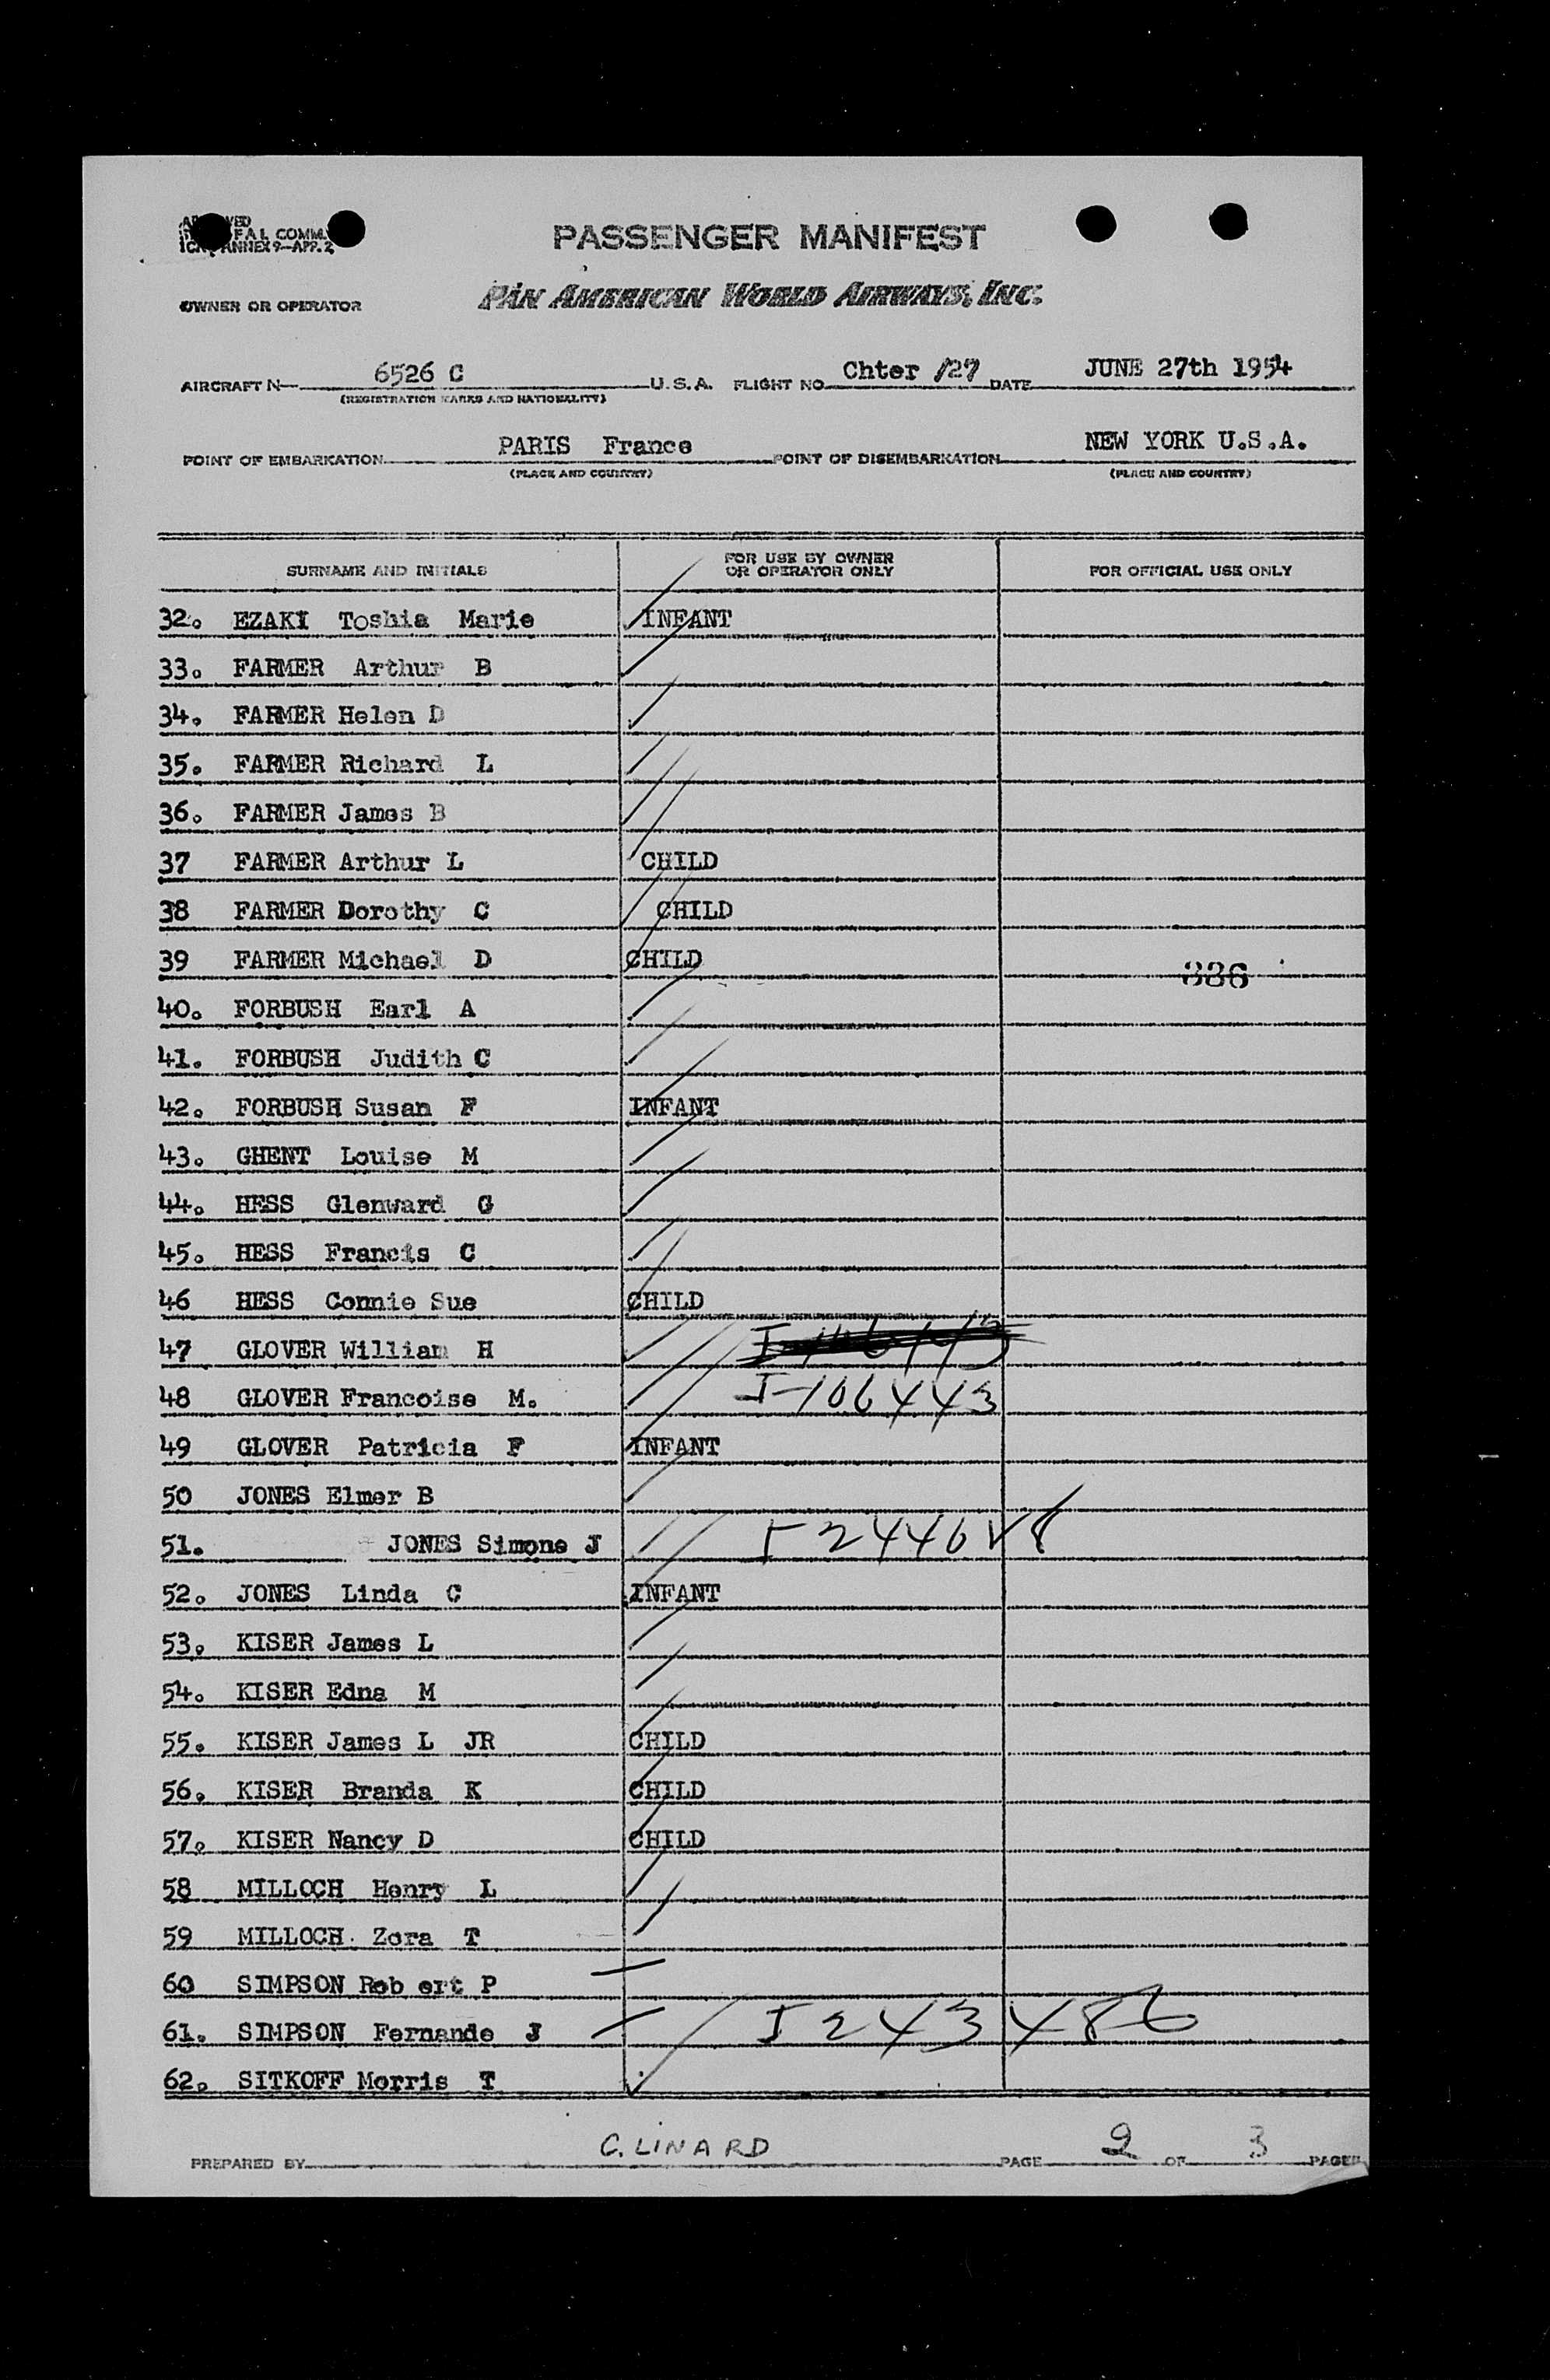 PASSENGER MANIFEST
FAL COMM.
ANNEX 9-APP. 2
OWNER OR OPERATOR PAN AMERICAN WORLD AIRWAYS, INC.
AIRCRAFT N 6526 C U.S.A. FLIGHT NO Chter /27 DATE JUNE 27th 1954
(REGISTRATION MARKS AND NATIONALITY)
POINT OF EMBARKATION PARIS France POINT OF DISEMBARKATION NEW YORK U.S.A.
(PLACE AND COUNTRY) (PLACE AND COUNTRY)
SURNAME AND INITIALS FOR USE BY OWNER OR OPERATOR ONLY FOR OFFICIAL USE ONLY
32. EZAKI Toshia Marie INFANT
33. FARMER Arthur B
34. FARMER Helen D
35. FARMER Richard L
36. FARMER James B
37 FARMER Arthur L CHILD
38 FARMER Dorothy C CHILD
39 FARMER Michael D CHILD
336
40. FORBUSH Earl A
41. FORBUSH Judith C
42. FORBUSH Susan F INFANT
43. GHENT Louise M
44. HESS Glenward G
45. HESS Francis C
46 HESS Connie Sue CHILD
47 GLOVER William H
48 GLOVER Francoise M. I-106443
49 GLOVER Patricia F INFANT
50 JONES Elmer B
51. JONES Simone J
52. JONES Linda C INFANT
53. KISER James L
54. KISER Edna M
55. KISER James L JR CHILD
56. KISER Branda K CHILD
57. KISER Nancy D CHILD
58 MILLOCH Henry L
59 MILLOCH Zora T
60 SIMPSON Rob ert P
61. SIMPSON Fernande J I 243486
62. SITKOFF Morris T
PREPARED BY C. LINARD PAGE 2 OF 3 PAGES